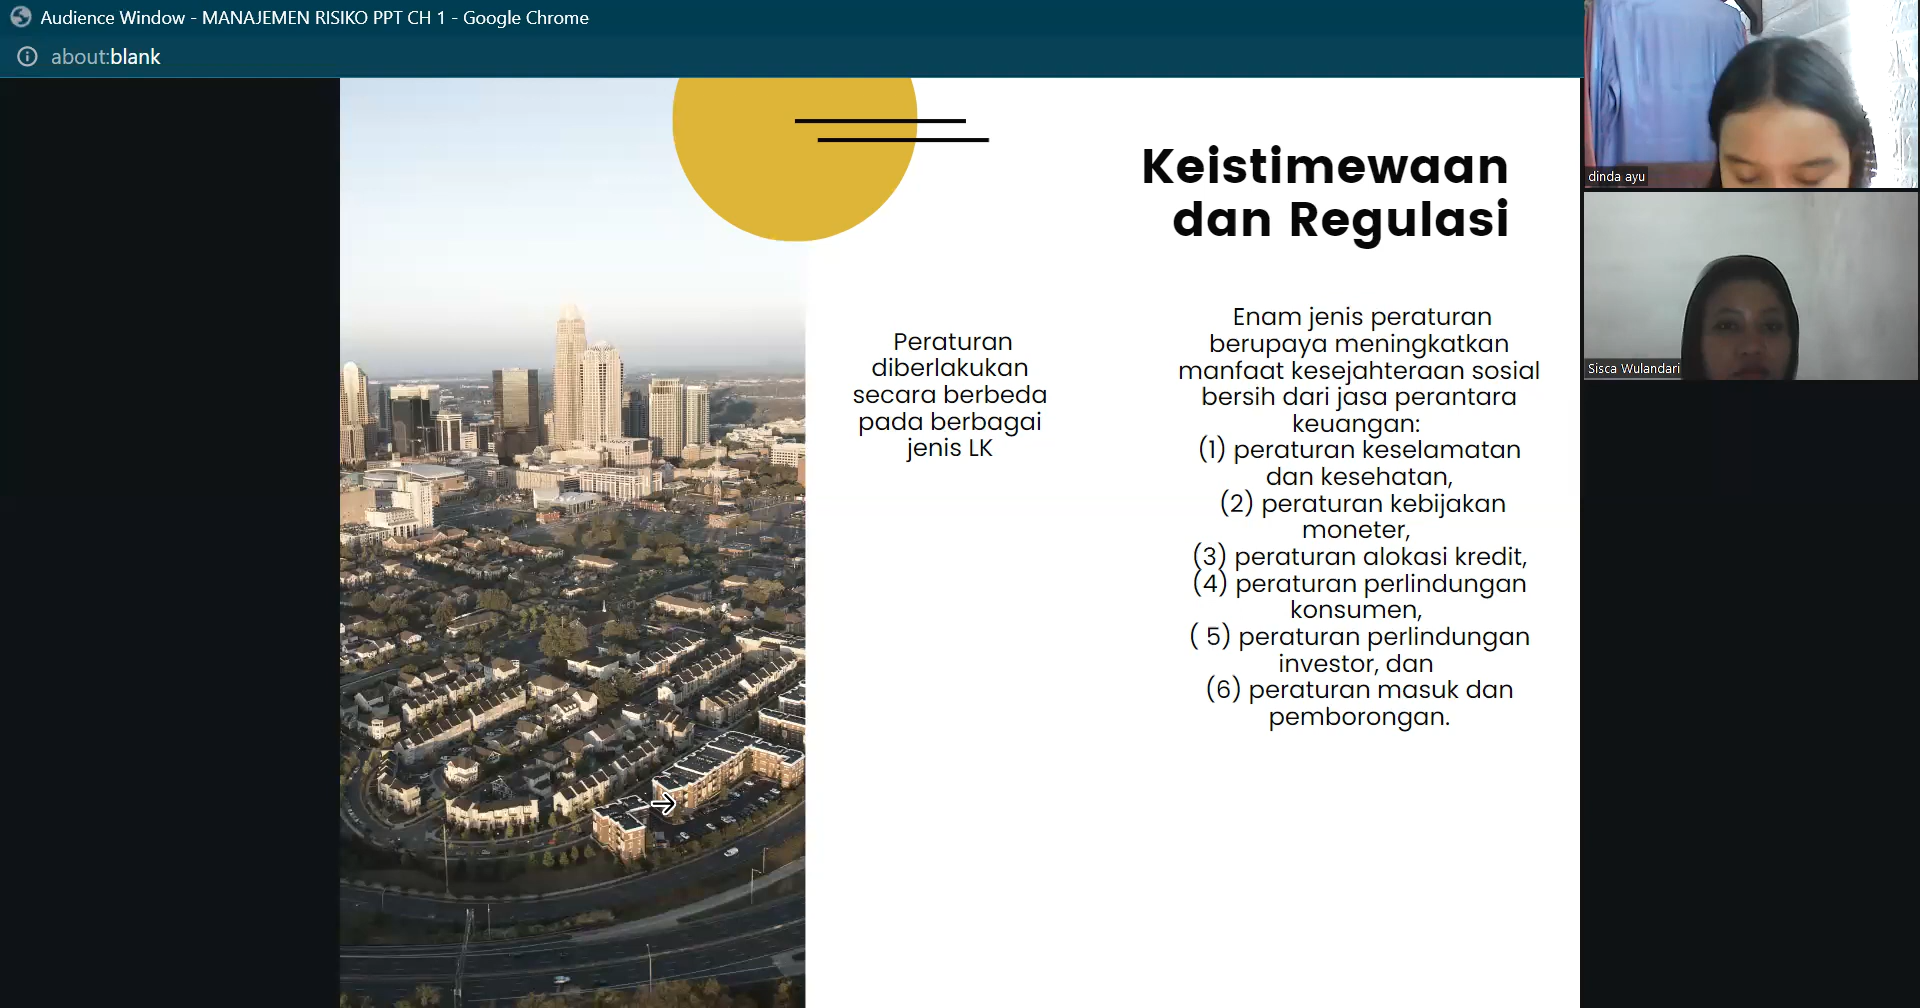 Audience Window - MANAJEMEN RISIKO PPT CH 1 - Google Chrome
about:blank
Keistimewaan
dan Regulasi
Peraturan
diberlakukan
secara berbeda
pada berbagai
jenis LK
Enam jenis peraturan
berupaya meningkatkan
manfaat kesejahteraan sosial
bersih dari jasa perantara
keuangan:
(1) peraturan keselamatan
dan kesehatan,
(2) peraturan kebijakan
moneter,
(3) peraturan alokasi kredit,
(4) peraturan perlindungan
konsumen,
( 5) peraturan perlindungan
investor, dan
(6) peraturan masuk dan
pemborongan.
dinda ayu
Sisca Wulandari